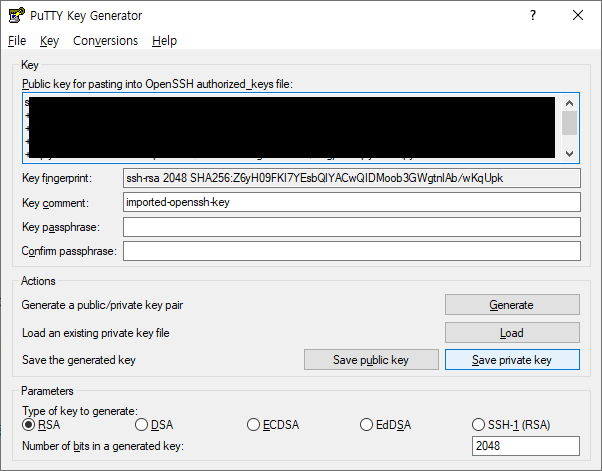 PuTTY Key Generator
File Key Conversions Help
Key
Public key for pasting into OpenSSH authorized_keys file:
Key fingerprint: ssh-rsa 2048 SHA256:Z6yH09FKI7YEsbQIYACwQIDMoob3GWgtnIAb/wKqUpk
Key comment: imported-openssh-key
Key passphrase:
Confirm passphrase:
Actions
Generate a public/private key pair Generate
Load an existing private key file Load
Save the generated key Save public key Save private key
Parameters
Type of key to generate:
RSA DSA ECDSA EdDSA SSH-1 (RSA)
Number of bits in a generated key: 2048